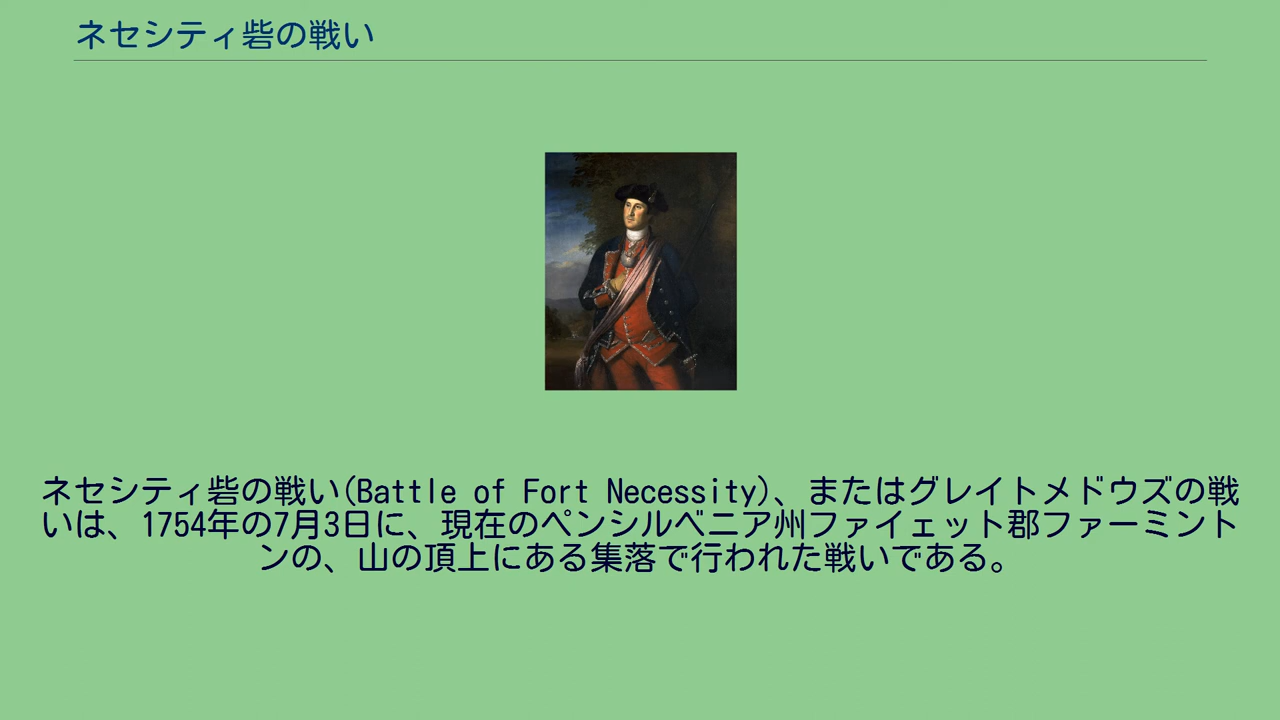 ネセシティ砦の戦い
ネセシティ砦の戦い(Battle of Fort Necessity)、またはグレイトメドウズの戦
いは、1754年の7月3日に、現在のペンシルベニア州ファイェット郡ファーミント
ンの、山の頂上にある集落で行われた戦いである。